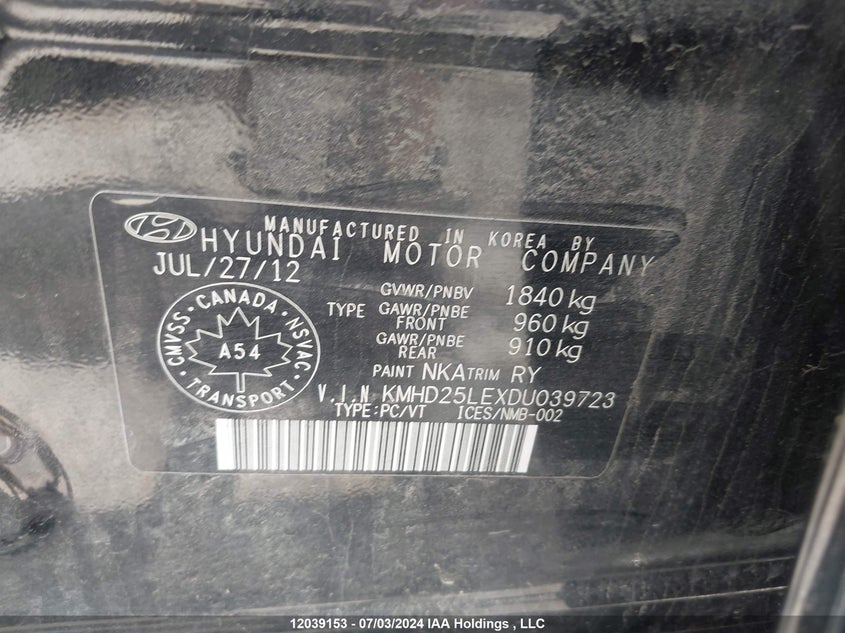 MANUFACTURED IN KOREA BY
HYUNDAI MOTOR COMPANY
JUL/27/12
GVWR/PNBV 1840 kg
TYPE GAWR/PNBE FRONT 960 kg
GAWR/PNBE REAR 910 kg
PAINT NKA TRIM RY
V.I.N KMHD25LEXDU039723
TYPE:PC/VT ICES/NMB-002
CANADA
CMVSS · NSVAC
A54
TRANSPORT
12039153 - 07/03/2024 IAA Holdings , LLC